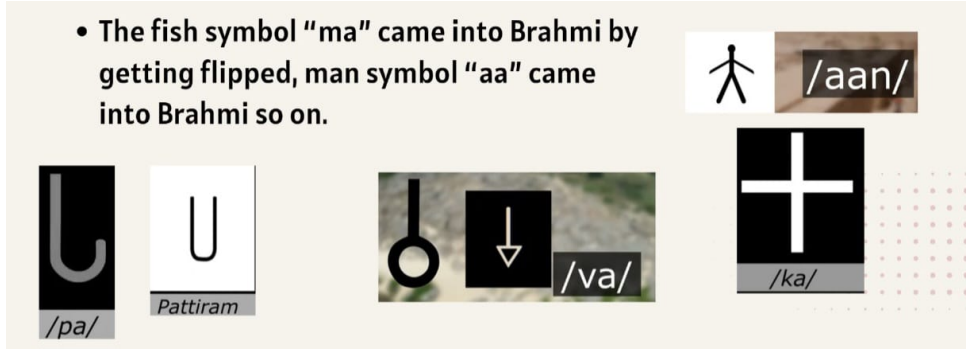 • The fish symbol “ma” came into Brahmi by
getting flipped, man symbol “aa” came
into Brahmi so on.
/aan/
/pa/
Pattiram
/va/
/ka/